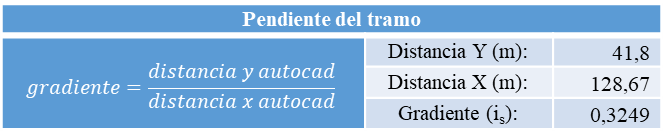 Pendiente del tramo
gradiente = distancia y autocad / distancia x autocad
Distancia Y (m): 41,8
Distancia X (m): 128,67
Gradiente (is): 0,3249